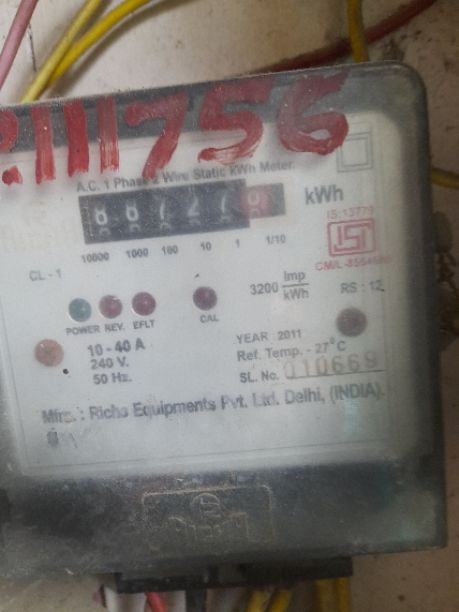 P.111756
A.C. 1 Phase 2 Wire Static KWh Meter.
kWh
IS:13779
10000 1000 100 10 1 1/10
CL - 1
3200 Imp/kWh
RS : 12
POWER REV. EFLT
CAL
10 - 40 A
240 V.
50 Hz.
YEAR : 2011
Ref. Temp. - 27°C
SL. No. 010669
Mfrs. : Richo Equipments Pvt. Ltd. Delhi, (INDIA).